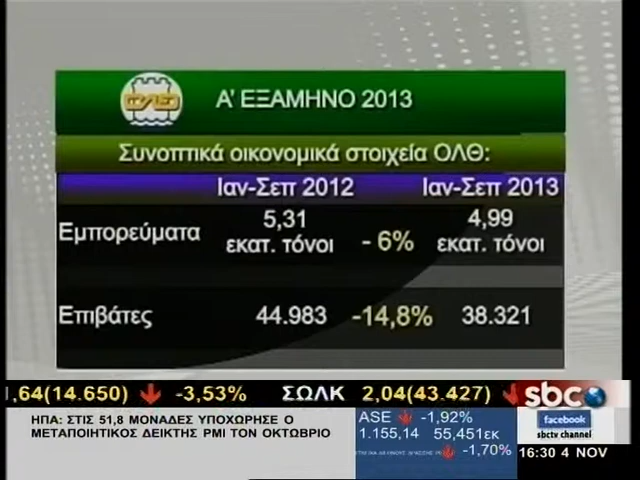 ΟΛΘ
Α' ΕΞΑΜΗΝΟ 2013
Συνοπτικά οικονομικά στοιχεία ΟΛΘ:
Ιαν-Σεπ 2012 Ιαν-Σεπ 2013
Εμπορεύματα 5,31 εκατ. τόνοι - 6% 4,99 εκατ. τόνοι
Επιβάτες 44.983 -14,8% 38.321
1,64(14.650) -3,53% ΣΩΛΚ 2,04(43.427)
sbc
ΗΠΑ: ΣΤΙΣ 51,8 ΜΟΝΑΔΕΣ ΥΠΟΧΩΡΗΣΕ Ο
ΜΕΤΑΠΟΙΗΤΙΚΟΣ ΔΕΙΚΤΗΣ PMI ΤΟΝ ΟΚΤΩΒΡΙΟ
ASE -1,92%
1.155,14 55,451εκ
-1,70%
facebook
sbctv channel
16:30 4 NOV